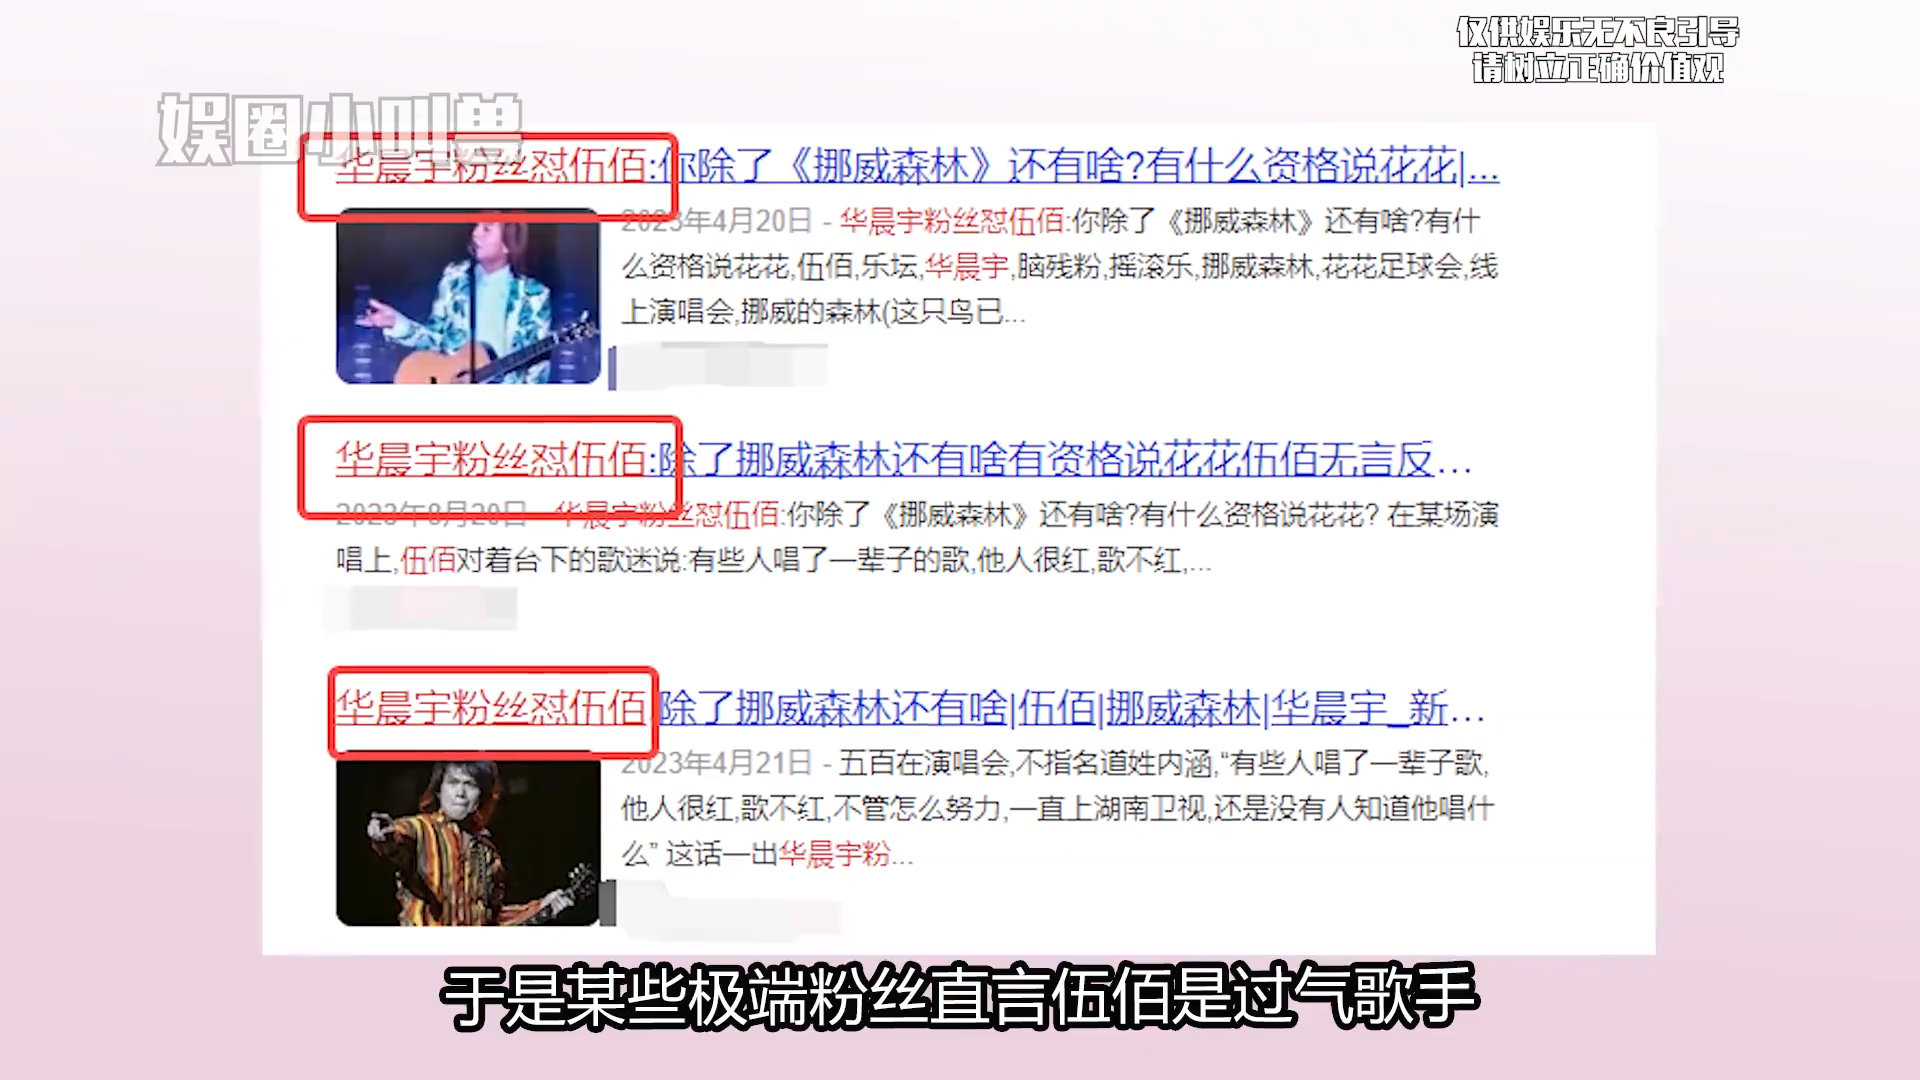 仅供娱乐无不良引导
请树立正确价值观
娱圈小叫兽
华晨宇粉丝怼伍佰:你除了《挪威森林》还有啥?有什么资格说花花|...
2023年4月20日 - 华晨宇粉丝怼伍佰:你除了《挪威森林》还有啥?有什
么资格说花花,伍佰,乐坛,华晨宇,脑残粉,摇滚乐,挪威森林,花花足球会,线
上演唱会,挪威的森林(这只鸟已...
华晨宇粉丝怼伍佰:除了挪威森林还有啥有资格说花花伍佰无言反...
2023年8月20日 - 华晨宇粉丝怼伍佰:你除了《挪威森林》还有啥?有什么资格说花花? 在某场演
唱上,伍佰对着台下的歌迷说:有些人唱了一辈子的歌,他人很红,歌不红,...
华晨宇粉丝怼伍佰 除了挪威森林还有啥|伍佰|挪威森林|华晨宇_新...
2023年4月21日 - 五百在演唱会,不指名道姓内涵,“有些人唱了一辈子歌,
他人很红,歌不红,不管怎么努力,一直上湖南卫视,还是没有人知道他唱什
么” 这话一出华晨宇粉...
于是某些极端粉丝直言伍佰是过气歌手